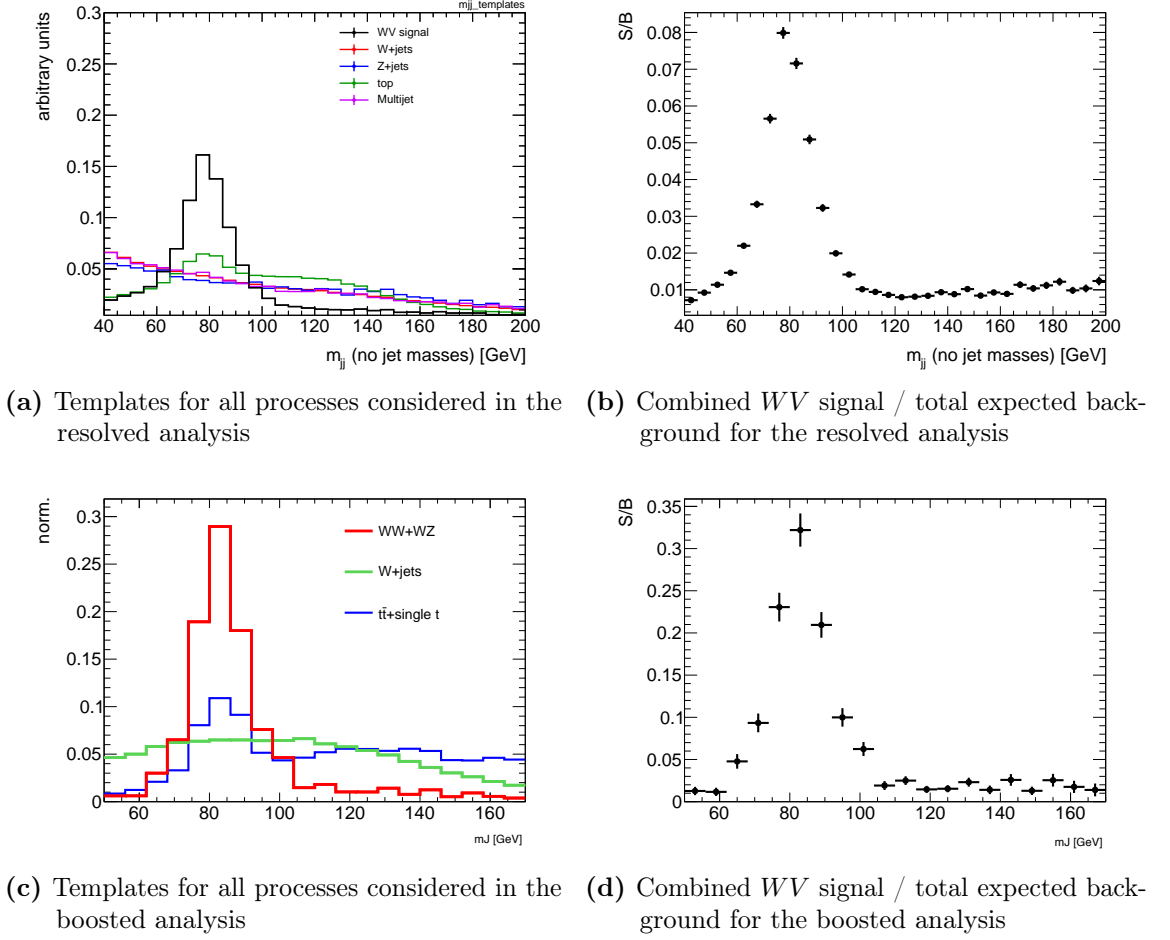 mjj_templates
arbitrary units
0.3
0.25
0.2
0.15
0.1
0.05
WV signal
W+jets
Z+jets
top
Multijet
40 60 80 100 120 140 160 180 200
m_jj (no jet masses) [GeV]
S/B
0.08
0.07
0.06
0.05
0.04
0.03
0.02
0.01
40 60 80 100 120 140 160 180 200
m_jj (no jet masses) [GeV]
(a) Templates for all processes considered in the
resolved analysis
(b) Combined WV signal / total expected back-
ground for the resolved analysis
norm.
0.3
0.25
0.2
0.15
0.1
0.05
0
WW+WZ
W+jets
tt̄+single t
60 80 100 120 140 160
mJ [GeV]
S/B
0.35
0.3
0.25
0.2
0.15
0.1
0.05
0
60 80 100 120 140 160
mJ [GeV]
(c) Templates for all processes considered in the
boosted analysis
(d) Combined WV signal / total expected back-
ground for the boosted analysis